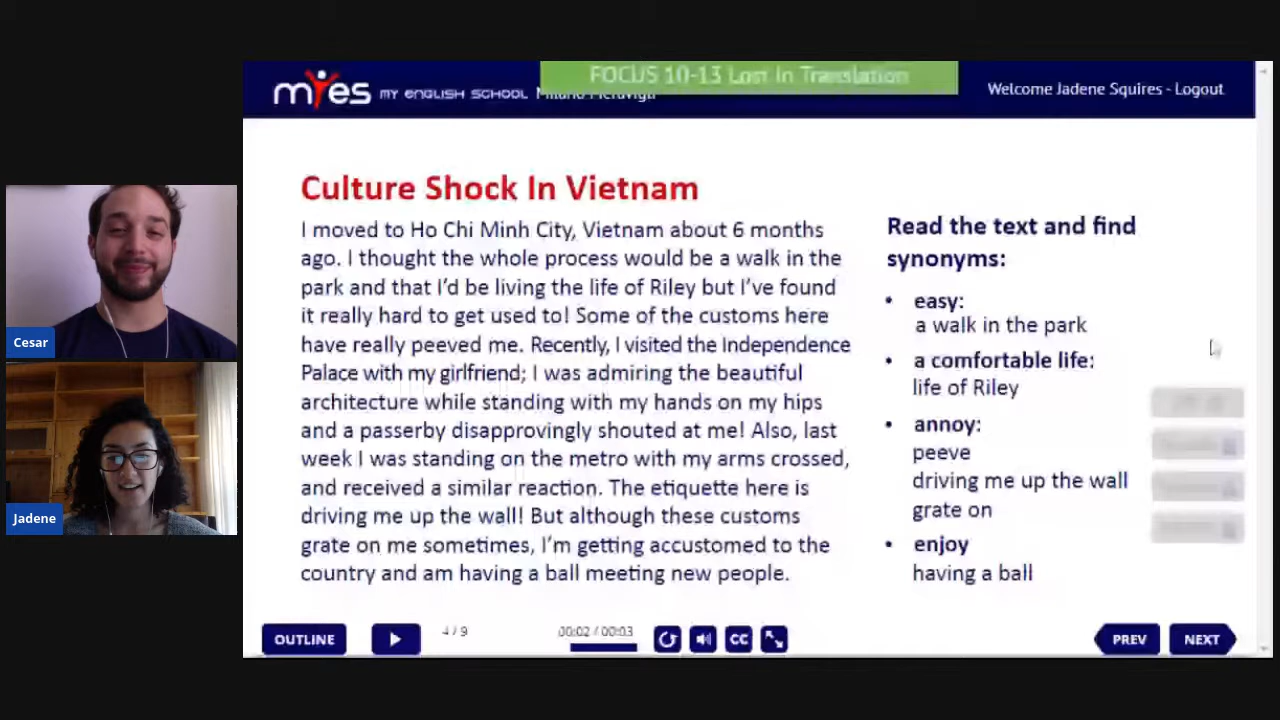 FOCUS 10-13 Lost In Translation
myes MY ENGLISH SCHOOL Milano
Welcome Jadene Squires - Logout
Culture Shock In Vietnam
I moved to Ho Chi Minh City, Vietnam about 6 months
ago. I thought the whole process would be a walk in the
park and that I'd be living the life of Riley but I've found
it really hard to get used to! Some of the customs here
have really peeved me. Recently, I visited the Independence
Palace with my girlfriend; I was admiring the beautiful
architecture while standing with my hands on my hips
and a passerby disapprovingly shouted at me! Also, last
week I was standing on the metro with my arms crossed,
and received a similar reaction. The etiquette here is
driving me up the wall! But although these customs
grate on me sometimes, I'm getting accustomed to the
country and am having a ball meeting new people.
Read the text and find
synonyms:
• easy:
a walk in the park
• a comfortable life:
life of Riley
• annoy:
peeve
driving me up the wall
grate on
• enjoy
having a ball
Cesar
Jadene
OUTLINE
4 / 9
00:02 / 00:03
CC
PREV
NEXT